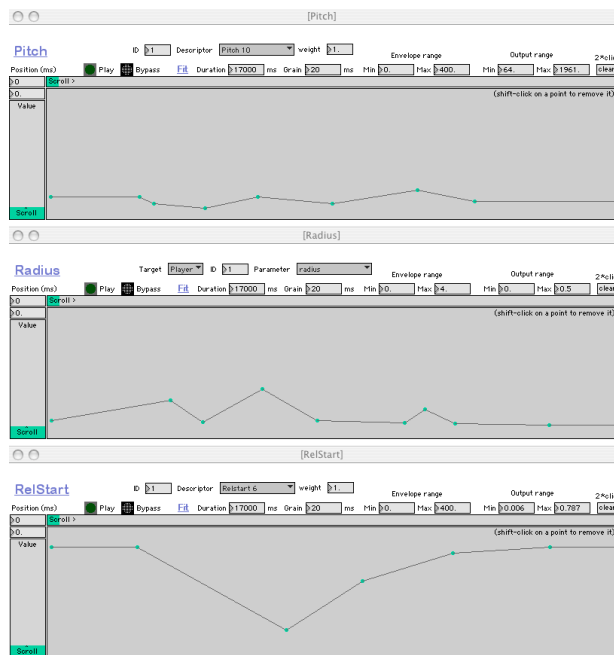 [Pitch]
Pitch ID 1 Descriptor Pitch 10 weight 1.
Envelope range Output range 2*cli
Position (ms) Play Bypass Fit Duration 17000 ms Grain 20 ms Min 0. Max 400. Min 64. Max 1961. clear
0 Scroll >
0. (shift-click on a point to remove it)
Value
Scroll
[Radius]
Radius Target Player ID 1 Parameter radius
Envelope range Output range 2*cli
Position (ms) Play Bypass Fit Duration 17000 ms Grain 20 ms Min 0. Max 4. Min 0. Max 0.5 clea
0 Scroll >
0. (shift-click on a point to remove it)
Value
Scroll
[RelStart]
RelStart ID 1 Descriptor Relstart 6 weight 1.
Envelope range Output range 2*cli
Position (ms) Play Bypass Fit Duration 17000 ms Grain 20 ms Min 0. Max 400. Min 0.006 Max 0.787 clea
0 Scroll >
0. (shift-click on a point to remove it)
Value
Scroll